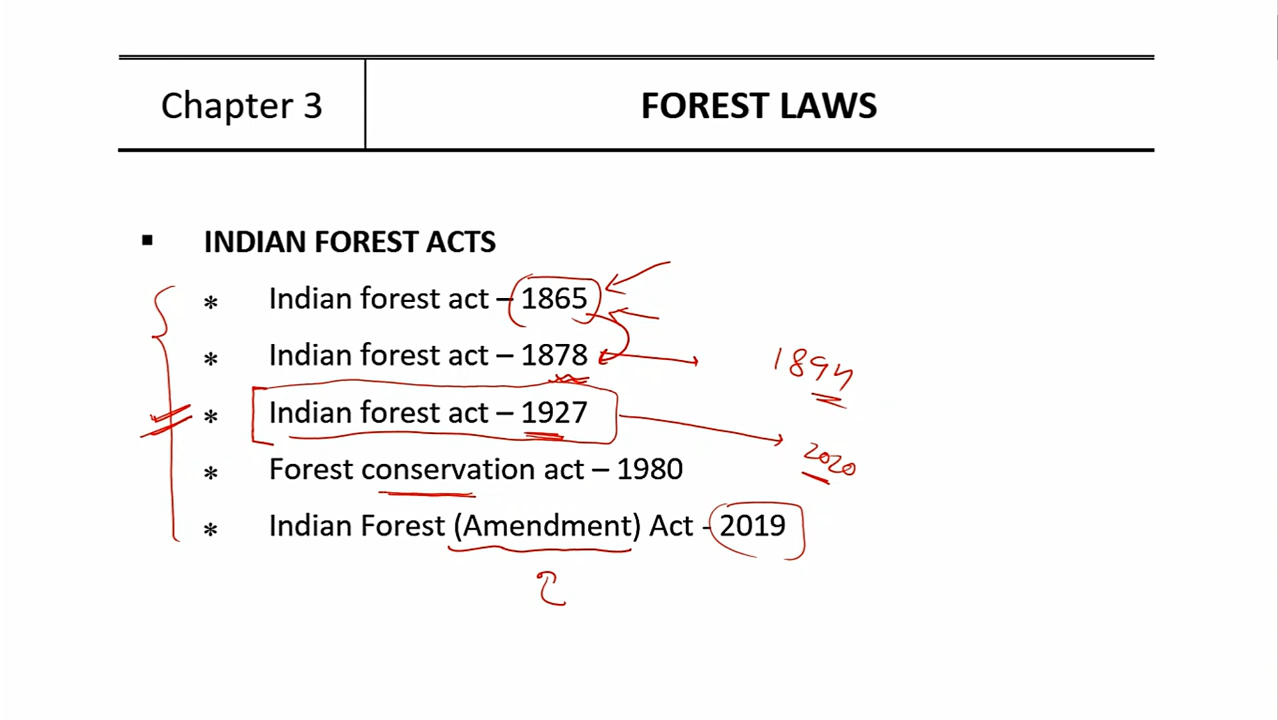 Chapter 3
FOREST LAWS
▪ INDIAN FOREST ACTS
* Indian forest act – 1865
* Indian forest act – 1878
1894
* Indian forest act – 1927
* Forest conservation act – 1980
2020
* Indian Forest (Amendment) Act - 2019